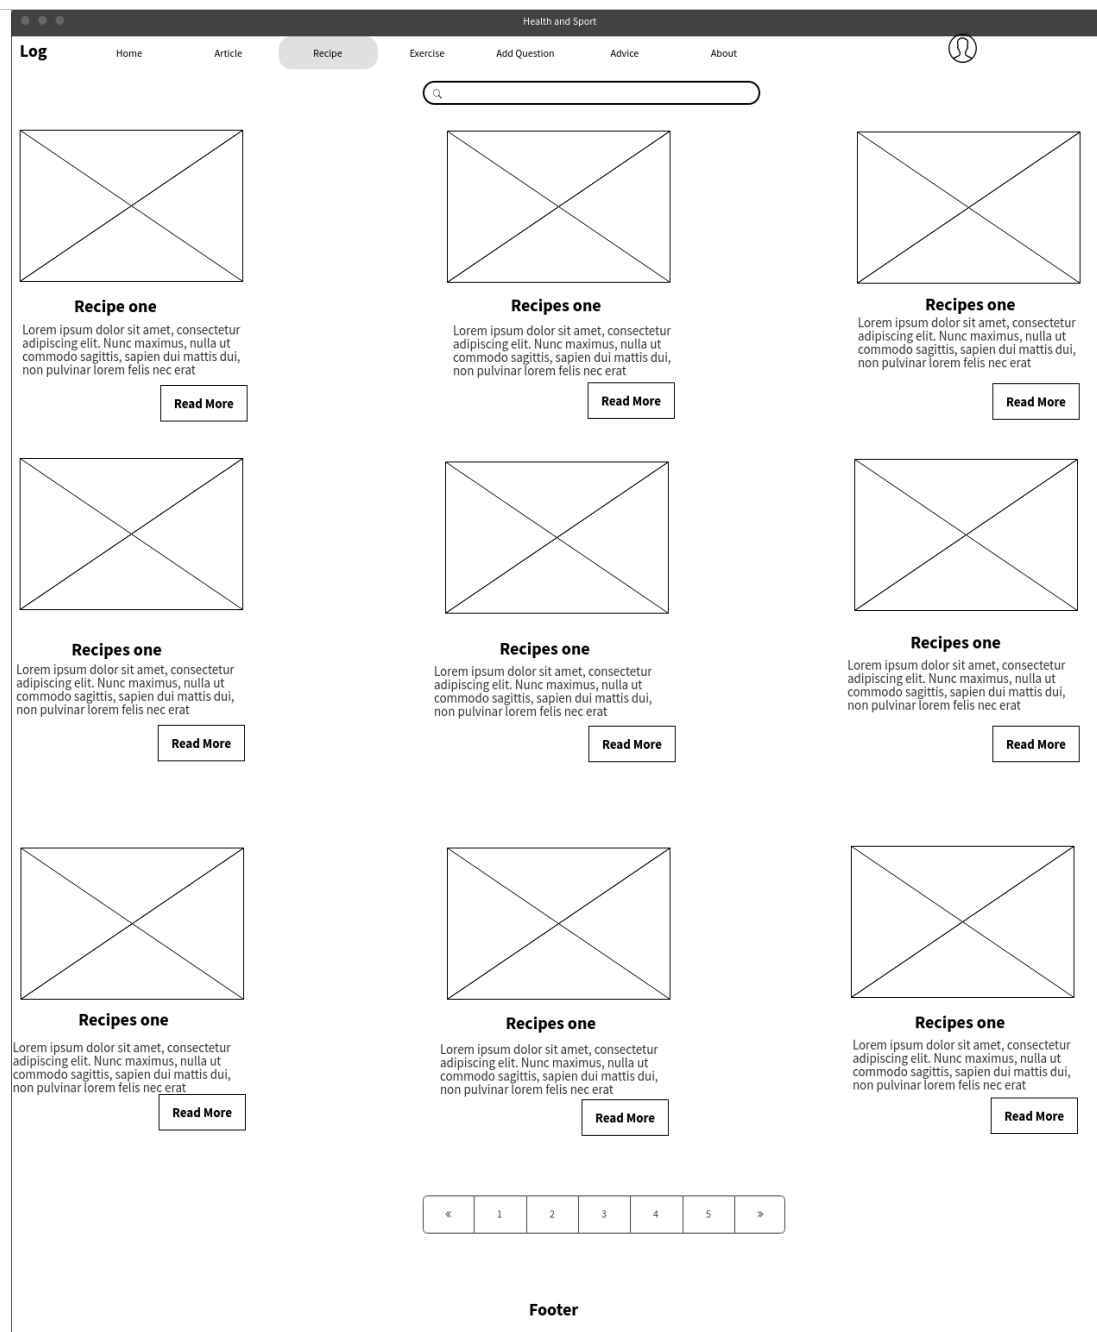 Health and Sport
Log
Home
Article
Recipe
Exercise
Add Question
Advice
About
Recipe one
Lorem ipsum dolor sit amet, consectetur
adipiscing elit. Nunc maximus, nulla ut
commodo sagittis, sapien dui mattis dui,
non pulvinar lorem felis nec erat
Read More
Recipes one
Lorem ipsum dolor sit amet, consectetur
adipiscing elit. Nunc maximus, nulla ut
commodo sagittis, sapien dui mattis dui,
non pulvinar lorem felis nec erat
Read More
Recipes one
Lorem ipsum dolor sit amet, consectetur
adipiscing elit. Nunc maximus, nulla ut
commodo sagittis, sapien dui mattis dui,
non pulvinar lorem felis nec erat
Read More
Recipes one
Lorem ipsum dolor sit amet, consectetur
adipiscing elit. Nunc maximus, nulla ut
commodo sagittis, sapien dui mattis dui,
non pulvinar lorem felis nec erat
Read More
Recipes one
Lorem ipsum dolor sit amet, consectetur
adipiscing elit. Nunc maximus, nulla ut
commodo sagittis, sapien dui mattis dui,
non pulvinar lorem felis nec erat
Read More
Recipes one
Lorem ipsum dolor sit amet, consectetur
adipiscing elit. Nunc maximus, nulla ut
commodo sagittis, sapien dui mattis dui,
non pulvinar lorem felis nec erat
Read More
Recipes one
Lorem ipsum dolor sit amet, consectetur
adipiscing elit. Nunc maximus, nulla ut
commodo sagittis, sapien dui mattis dui,
non pulvinar lorem felis nec erat
Read More
Recipes one
Lorem ipsum dolor sit amet, consectetur
adipiscing elit. Nunc maximus, nulla ut
commodo sagittis, sapien dui mattis dui,
non pulvinar lorem felis nec erat
Read More
Recipes one
Lorem ipsum dolor sit amet, consectetur
adipiscing elit. Nunc maximus, nulla ut
commodo sagittis, sapien dui mattis dui,
non pulvinar lorem felis nec erat
Read More
« 1 2 3 4 5 »
Footer